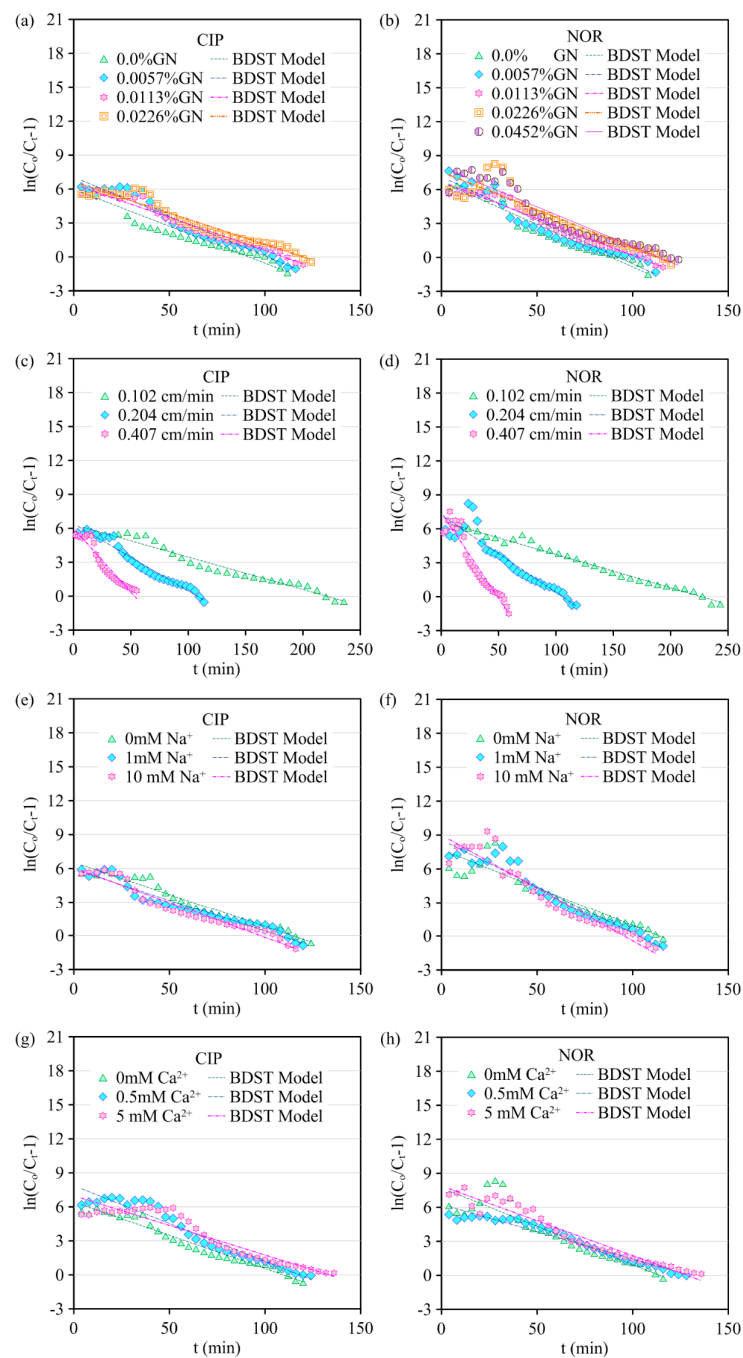 (a)
CIP
0.0%GN BDST Model
0.0057%GN BDST Model
0.0113%GN BDST Model
0.0226%GN BDST Model
ln(Cₒ/Cₜ-1)
21
18
15
12
9
6
3
0
-3
0 50 100 150
t (min)
(b)
NOR
0.0% GN BDST Model
0.0057% GN BDST Model
0.0113%GN BDST Model
0.0226%GN BDST Model
0.0452%GN BDST Model
ln(Cₒ/Cₜ-1)
21
18
15
12
9
6
3
0
-3
0 50 100 150
t (min)
(c)
CIP
0.102 cm/min BDST Model
0.204 cm/min BDST Model
0.407 cm/min BDST Model
ln(Cₒ/Cₜ-1)
21
18
15
12
9
6
3
0
-3
0 50 100 150 200 250
t (min)
(d)
NOR
0.102 cm/min BDST Model
0.204 cm/min BDST Model
0.407 cm/min BDST Model
ln(Cₒ/Cₜ-1)
21
18
15
12
9
6
3
0
-3
0 50 100 150 200 250
t (min)
(e)
CIP
0mM Na⁺ BDST Model
1mM Na⁺ BDST Model
10 mM Na⁺ BDST Model
ln(Cₒ/Cₜ-1)
21
18
15
12
9
6
3
0
-3
0 50 100 150
t (min)
(f)
NOR
0mM Na⁺ BDST Model
1mM Na⁺ BDST Model
10 mM Na⁺ BDST Model
ln(Cₒ/Cₜ-1)
21
18
15
12
9
6
3
0
-3
0 50 100 150
t (min)
(g)
CIP
0mM Ca²⁺ BDST Model
0.5mM Ca²⁺ BDST Model
5 mM Ca²⁺ BDST Model
ln(Cₒ/Cₜ-1)
21
18
15
12
9
6
3
0
-3
0 50 100 150
t (min)
(h)
NOR
0mM Ca²⁺ BDST Model
0.5mM Ca²⁺ BDST Model
5 mM Ca²⁺ BDST Model
ln(Cₒ/Cₜ-1)
21
18
15
12
9
6
3
0
-3
0 50 100 150
t (min)